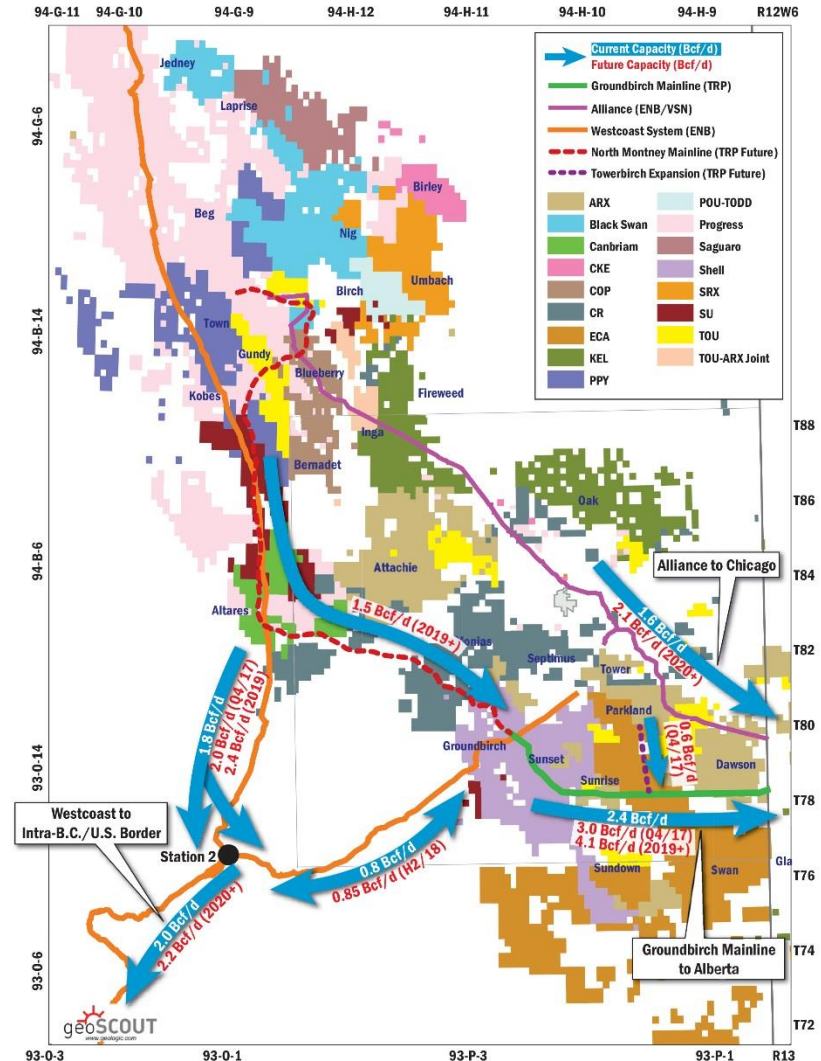 94-G-11 94-G-10 94-G-9 94-H-12 94-H-11 94-H-10 94-H-9 R12W6
Current Capacity (Bcf/d)
Future Capacity (Bcf/d)
Groundbirch Mainline (TRP)
Alliance (ENB/VSN)
Westcoast System (ENB)
North Montney Mainline (TRP Future)
Towerbirch Expansion (TRP Future)
ARX
Black Swan
Canbriam
CKE
COP
CR
ECA
KEL
PPY
POU-TODD
Progress
Saguaro
Shell
SRX
SU
TOU
TOU-ARX Joint
94-G-6
94-B-14
94-B-6
93-O-14
93-0-6
Jedney
Laprise
Birley
Beg
Nig
Umbach
Birch
Town
Gundy
Blueberry
Fireweed
Kobes
Inga
Bernadet
Oak
Attachie
Altares
Septimus
Tower
Parkland
Groundbirch
Sunset
Sunrise
Dawson
Sundown
Swan
T88
T86
T84
T82
T80
T78
T76
T74
T72
Alliance to Chicago
1.6 Bcf/d
2.1 Bcf/d (2020+)
1.5 Bcf/d (2019+)
1.8 Bcf/d
2.0 Bcf/d (Q4/17)
2.4 Bcf/d (2019)
0.6 Bcf/d
(Q4/17)
2.4 Bcf/d
3.0 Bcf/d (Q4/17)
4.1 Bcf/d (2019+)
Westcoast to
Intra-B.C./U.S. Border
Station 2
0.8 Bcf/d
0.85 Bcf/d (H2/18)
2.0 Bcf/d
2.2 Bcf/d (2020+)
Groundbirch Mainline
to Alberta
geoSCOUT
www.geologic.com
93-0-3 93-0-1 93-P-3 93-P-1 R13